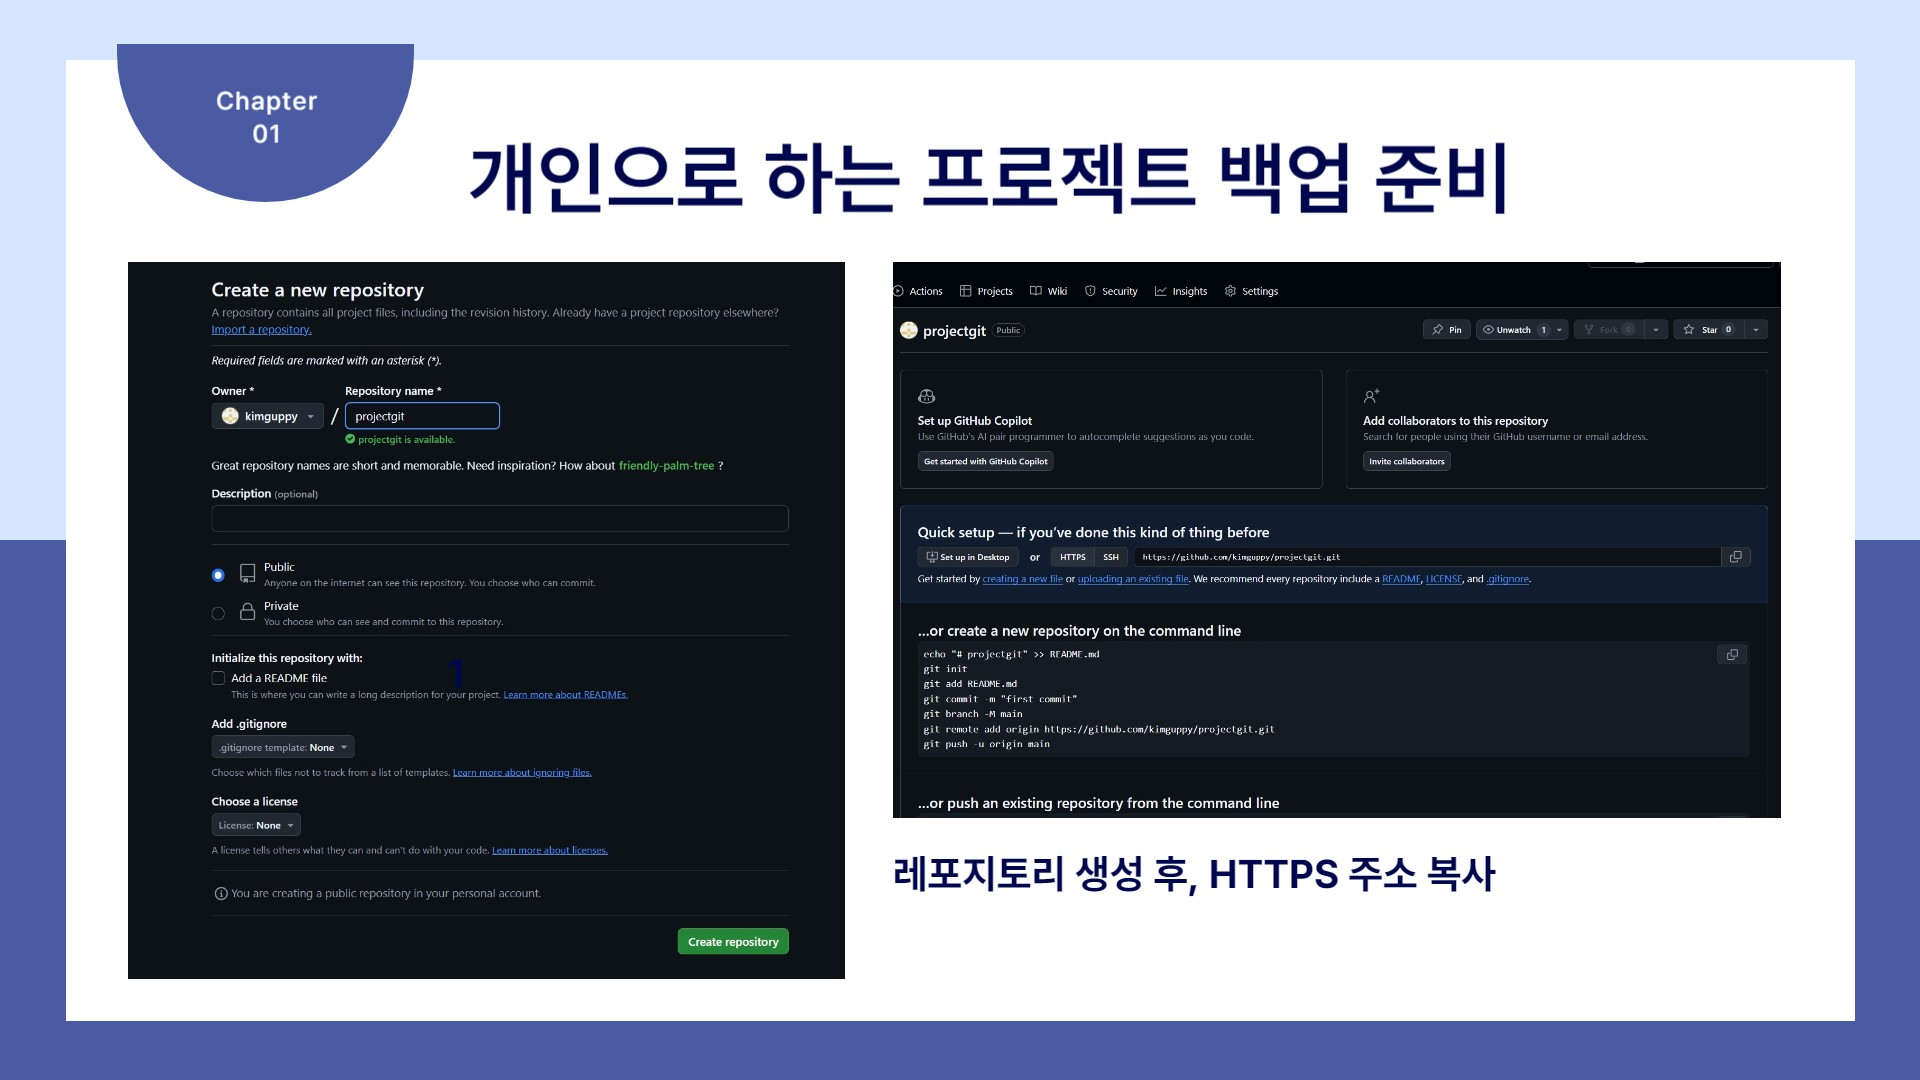 Chapter
01
개인으로 하는 프로젝트 백업 준비
Create a new repository
A repository contains all project files, including the revision history. Already have a project repository elsewhere?
Import a repository.
Required fields are marked with an asterisk (*).
Owner * Repository name *
kimguppy / projectgit
projectgit is available.
Great repository names are short and memorable. Need inspiration? How about friendly-palm-tree ?
Description (optional)
Public
Anyone on the internet can see this repository. You choose who can commit.
Private
You choose who can see and commit to this repository.
Initialize this repository with:
1
Add a README file
This is where you can write a long description for your project. Learn more about READMEs.
Add .gitignore
.gitignore template: None
Choose which files not to track from a list of templates. Learn more about ignoring files.
Choose a license
License: None
A license tells others what they can and can't do with your code. Learn more about licenses.
You are creating a public repository in your personal account.
Create repository
Actions Projects Wiki Security Insights Settings
projectgit Public Pin Unwatch 1 Fork 0 Star 0
Set up GitHub Copilot
Use GitHub's AI pair programmer to autocomplete suggestions as you code.
Get started with GitHub Copilot
Add collaborators to this repository
Search for people using their GitHub username or email address.
Invite collaborators
Quick setup — if you've done this kind of thing before
Set up in Desktop or HTTPS SSH https://github.com/kimguppy/projectgit.git
Get started by creating a new file or uploading an existing file. We recommend every repository include a README, LICENSE, and .gitignore.
...or create a new repository on the command line
echo "# projectgit" >> README.md
git init
git add README.md
git commit -m "first commit"
git branch -M main
git remote add origin https://github.com/kimguppy/projectgit.git
git push -u origin main
...or push an existing repository from the command line
레포지토리 생성 후, HTTPS 주소 복사